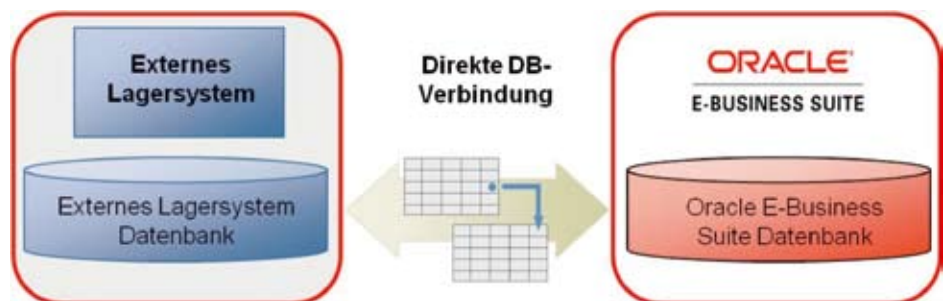 Externes
Lagersystem
Externes Lagersystem
Datenbank
Direkte DB-
Verbindung
ORACLE®
E-BUSINESS SUITE
Oracle E-Business
Suite Datenbank